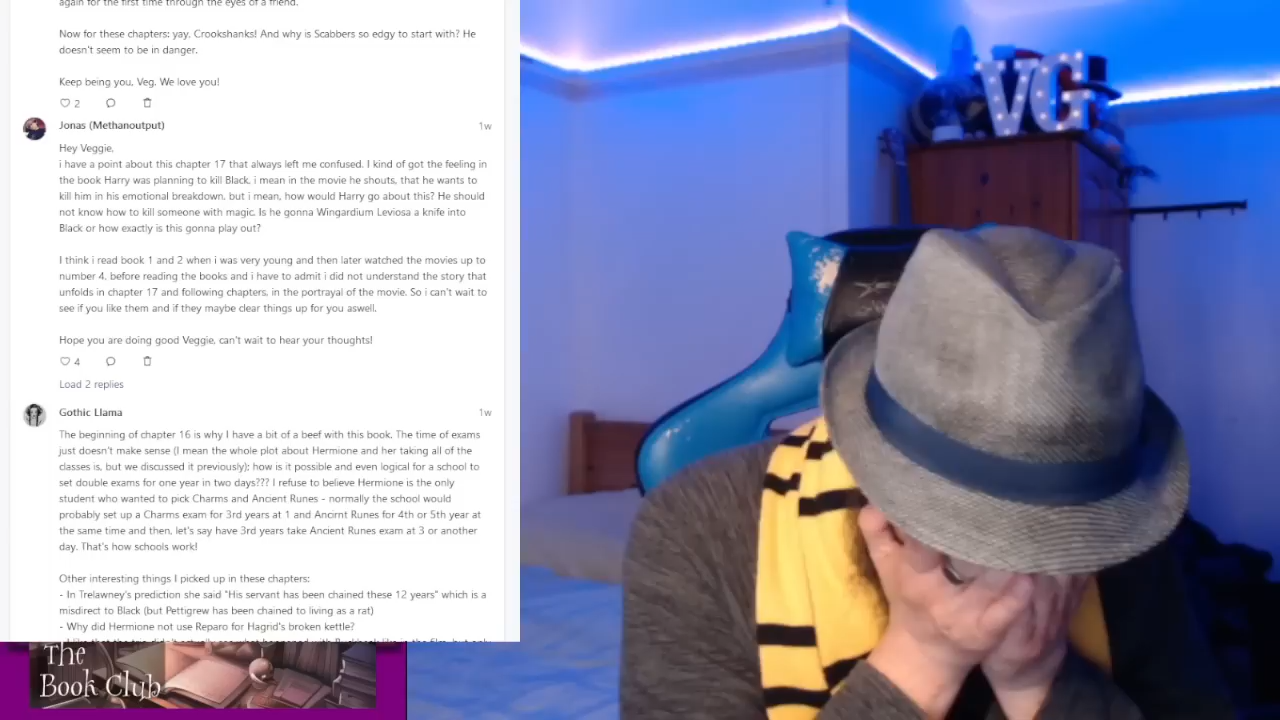 again for the first time through the eyes of a friend.
Now for these chapters: yay, Crookshanks! And why is Scabbers so edgy to start with? He
doesn't seem to be in danger.
Keep being you, Veg. We love you!
2
Jonas (Methanoutput)
1w
Hey Veggie,
i have a point about this chapter 17 that always left me confused. I kind of got the feeling in
the book Harry was planning to kill Black, i mean in the movie he shouts, that he wants to
kill him in his emotional breakdown, but i mean, how would Harry go about this? He should
not know how to kill someone with magic. Is he gonna Wingardium Leviosa a knife into
Black or how exactly is this gonna play out?
I think i read book 1 and 2 when i was very young and then later watched the movies up to
number 4, before reading the books and i have to admit i did not understand the story that
unfolds in chapter 17 and following chapters, in the portrayal of the movie. So i can't wait to
see if you like them and if they maybe clear things up for you aswell.
Hope you are doing good Veggie, can't wait to hear your thoughts!
4
Load 2 replies
Gothic Llama
1w
The beginning of chapter 16 is why I have a bit of a beef with this book. The time of exams
just doesn't make sense (I mean the whole plot about Hermione and her taking all of the
classes is, but we discussed it previously): how is it possible and even logical for a school to
set double exams for one year in two days??? I refuse to believe Hermione is the only
student who wanted to pick Charms and Ancient Runes - normally the school would
probably set up a Charms exam for 3rd years at 1 and Ancirnt Runes for 4th or 5th year at
the same time and then, let's say have 3rd years take Ancient Runes exam at 3 or another
day. That's how schools work!
Other interesting things I picked up in these chapters:
- In Trelawney's prediction she said "His servant has been chained these 12 years" which is a
misdirect to Black (but Pettigrew has been chained to living as a rat)
- Why did Hermione not use Reparo for Hagrid's broken kettle?
- I like that the trio didn't actually see what happened with Buckbeak like in the film, but only
The
Book Club
VG